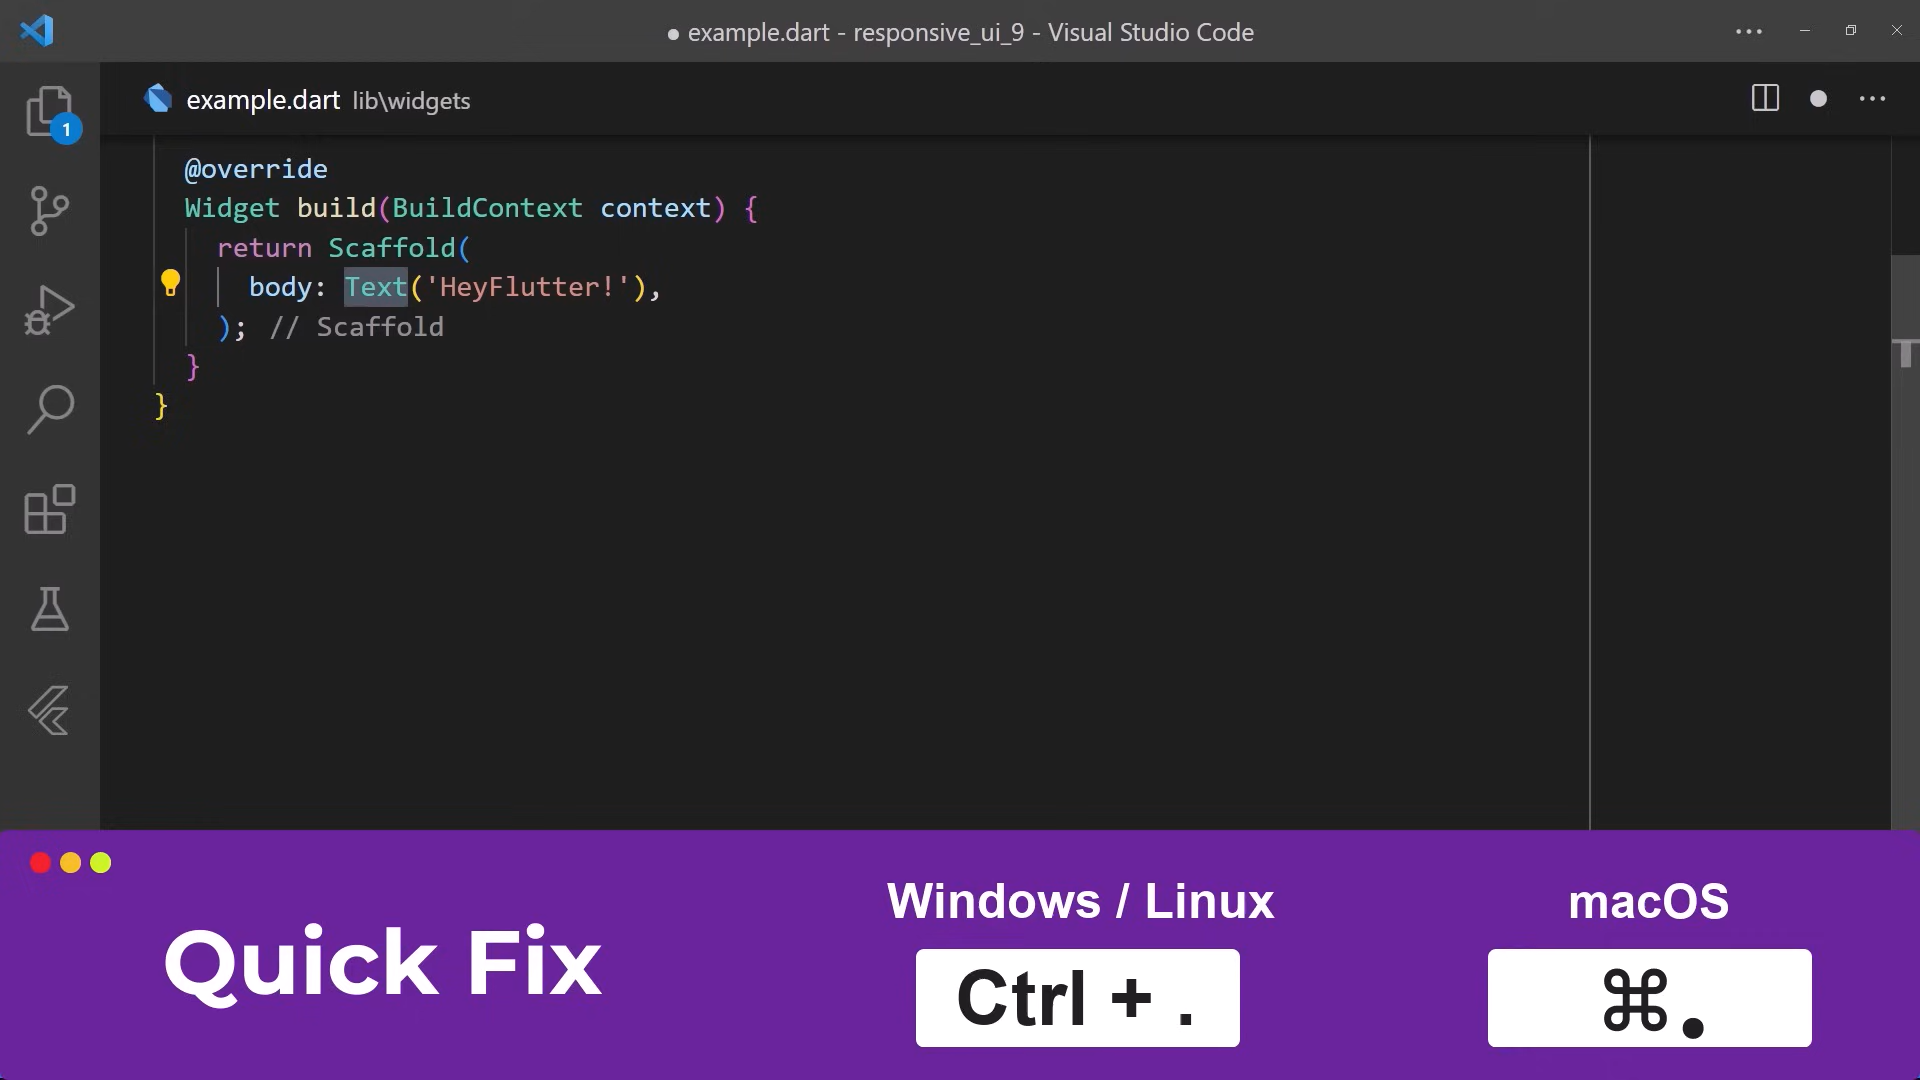 ● example.dart - responsive_ui_9 - Visual Studio Code
1
example.dart lib\widgets
@override
Widget build(BuildContext context) {
return Scaffold(
body: Text('HeyFlutter!'),
); // Scaffold
}
}
Quick Fix
Windows / Linux
Ctrl + .
macOS
⌘.